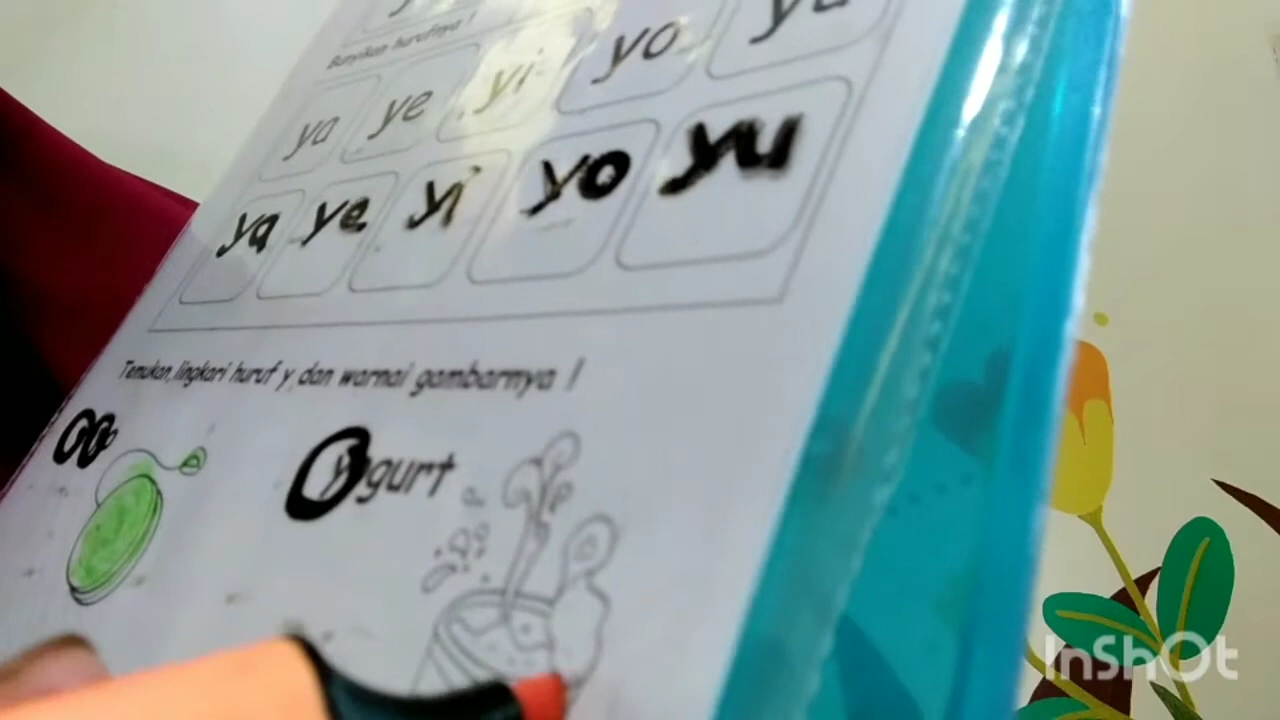 Bunyikan hurufnya !
ya ye yi yo yu
ya ye yi yo yu
Temukan, lingkari huruf y dan warnai gambarnya !
Yogurt
InShOt